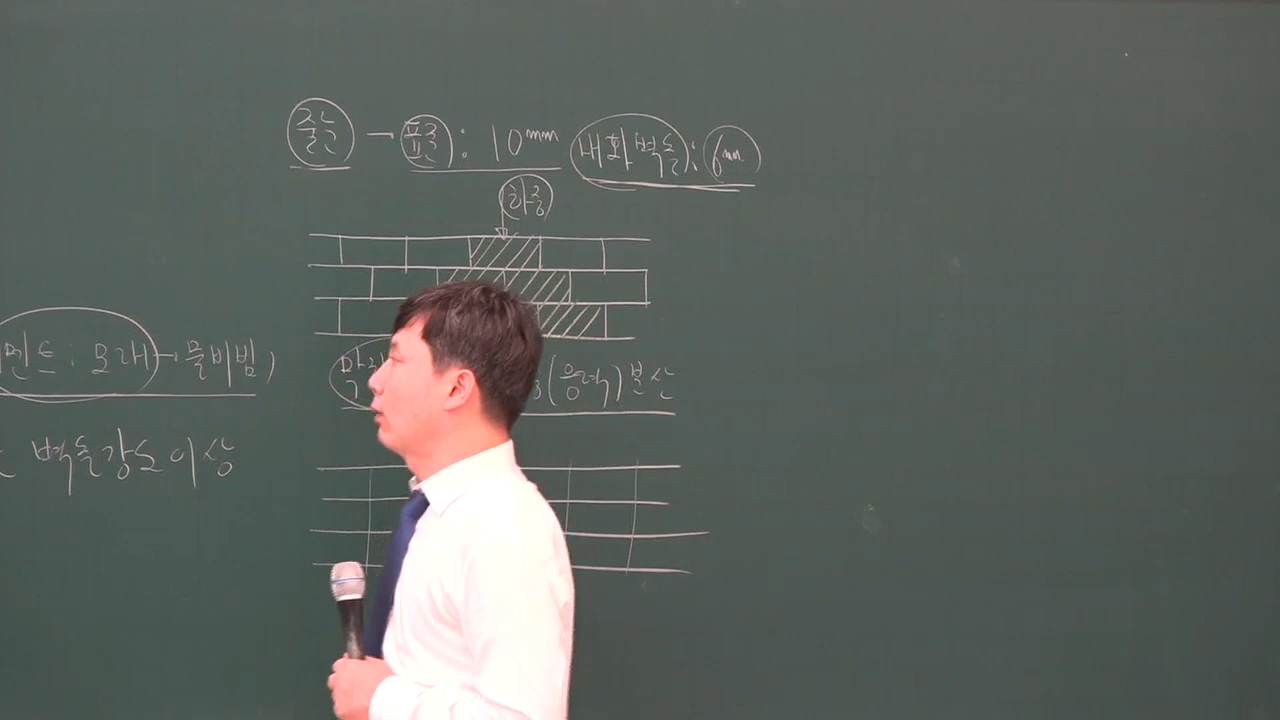 줄눈 → 표준 : 10mm 내화벽돌 : 6mm
하중
멘트 : 모래 → 물비빔)
(응력) 분산
벽돌강도 이상